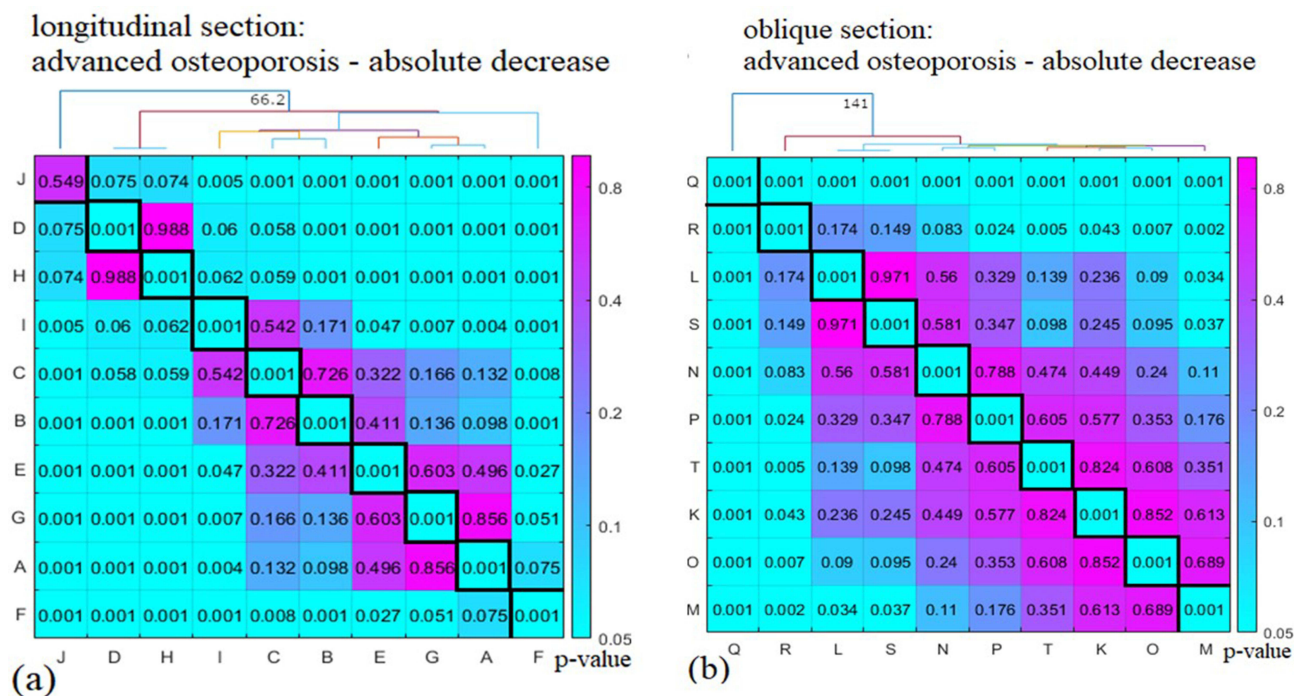 longitudinal section:
advanced osteoporosis - absolute decrease
66.2
J 0.549 0.075 0.074 0.005 0.001 0.001 0.001 0.001 0.001 0.001
D 0.075 0.001 0.988 0.06 0.058 0.001 0.001 0.001 0.001 0.001
H 0.074 0.988 0.001 0.062 0.059 0.001 0.001 0.001 0.001 0.001
I 0.005 0.06 0.062 0.001 0.542 0.171 0.047 0.007 0.004 0.001
C 0.001 0.058 0.059 0.542 0.001 0.726 0.322 0.166 0.132 0.008
B 0.001 0.001 0.001 0.171 0.726 0.001 0.411 0.136 0.098 0.001
E 0.001 0.001 0.001 0.047 0.322 0.411 0.001 0.603 0.496 0.027
G 0.001 0.001 0.001 0.007 0.166 0.136 0.603 0.001 0.856 0.051
A 0.001 0.001 0.001 0.004 0.132 0.098 0.496 0.856 0.001 0.075
F 0.001 0.001 0.001 0.001 0.008 0.001 0.027 0.051 0.075 0.001
J D H I C B E G A F
0.8
0.4
0.2
0.1
0.05
p-value
(a)
oblique section:
advanced osteoporosis - absolute decrease
141
Q 0.001 0.001 0.001 0.001 0.001 0.001 0.001 0.001 0.001 0.001
R 0.001 0.001 0.174 0.149 0.083 0.024 0.005 0.043 0.007 0.002
L 0.001 0.174 0.001 0.971 0.56 0.329 0.139 0.236 0.09 0.034
S 0.001 0.149 0.971 0.001 0.581 0.347 0.098 0.245 0.095 0.037
N 0.001 0.083 0.56 0.581 0.001 0.788 0.474 0.449 0.24 0.11
P 0.001 0.024 0.329 0.347 0.788 0.001 0.605 0.577 0.353 0.176
T 0.001 0.005 0.139 0.098 0.474 0.605 0.001 0.824 0.608 0.351
K 0.001 0.043 0.236 0.245 0.449 0.577 0.824 0.001 0.852 0.613
O 0.001 0.007 0.09 0.095 0.24 0.353 0.608 0.852 0.001 0.689
M 0.001 0.002 0.034 0.037 0.11 0.176 0.351 0.613 0.689 0.001
Q R L S N P T K O M
0.8
0.4
0.2
0.1
0.05
p-value
(b)